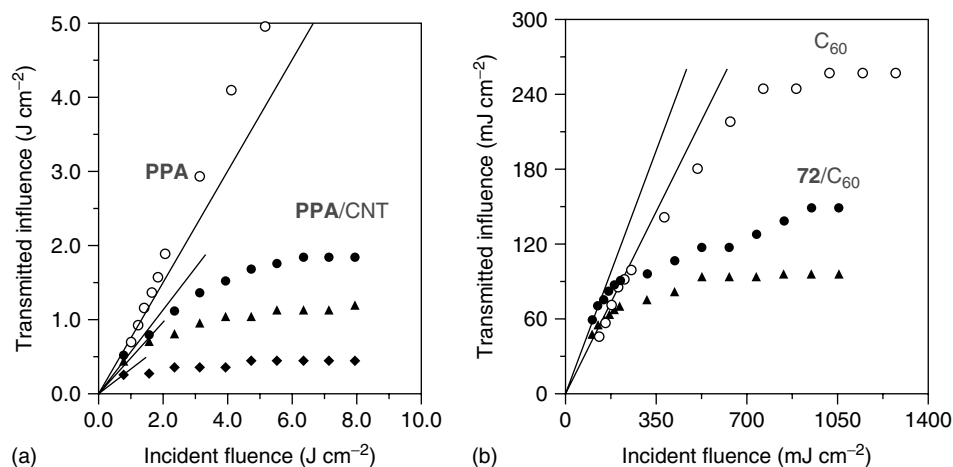 5.0
4.0
3.0
2.0
1.0
0.0
Transmitted influence (J cm⁻²)
PPA
PPA/CNT
0.0 2.0 4.0 6.0 8.0 10.0
(a) Incident fluence (J cm⁻²)
300
240
180
120
60
0
Transmitted influence (mJ cm⁻²)
C₆₀
72/C₆₀
0 350 700 1050 1400
(b) Incident fluence (mJ cm⁻²)